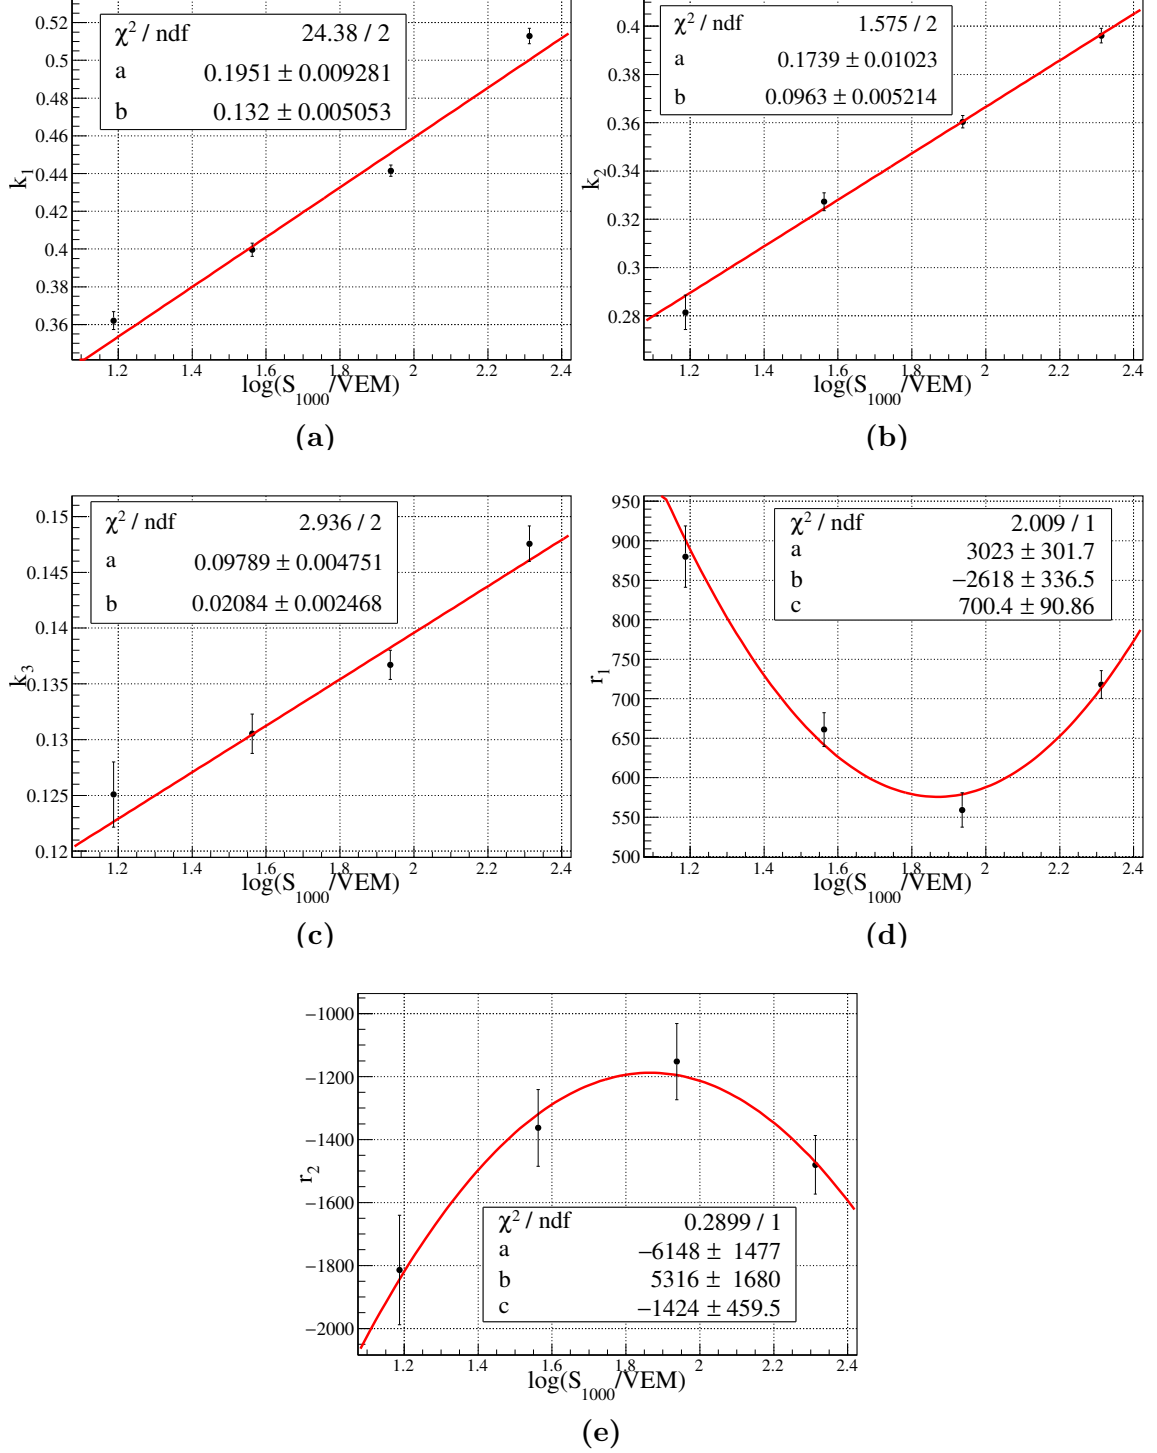 χ² / ndf 24.38 / 2
a 0.1951 ± 0.009281
b 0.132 ± 0.005053
0.52
0.5
0.48
0.46
0.44
0.42
0.4
0.38
0.36
k₁
1.2 1.4 1.6 1.8 2 2.2 2.4
log(S₁₀₀₀/VEM)
(a)
χ² / ndf 1.575 / 2
a 0.1739 ± 0.01023
b 0.0963 ± 0.005214
0.4
0.38
0.36
0.34
0.32
0.3
0.28
k₂
1.2 1.4 1.6 1.8 2 2.2 2.4
log(S₁₀₀₀/VEM)
(b)
χ² / ndf 2.936 / 2
a 0.09789 ± 0.004751
b 0.02084 ± 0.002468
0.15
0.145
0.14
0.135
0.13
0.125
0.12
k₃
1.2 1.4 1.6 1.8 2 2.2 2.4
log(S₁₀₀₀/VEM)
(c)
χ² / ndf 2.009 / 1
a 3023 ± 301.7
b −2618 ± 336.5
c 700.4 ± 90.86
950
900
850
800
750
700
650
600
550
500
r₁
1.2 1.4 1.6 1.8 2 2.2 2.4
log(S₁₀₀₀/VEM)
(d)
−1000
−1200
−1400
−1600
−1800
−2000
r₂
χ² / ndf 0.2899 / 1
a −6148 ± 1477
b 5316 ± 1680
c −1424 ± 459.5
1.2 1.4 1.6 1.8 2 2.2 2.4
log(S₁₀₀₀/VEM)
(e)